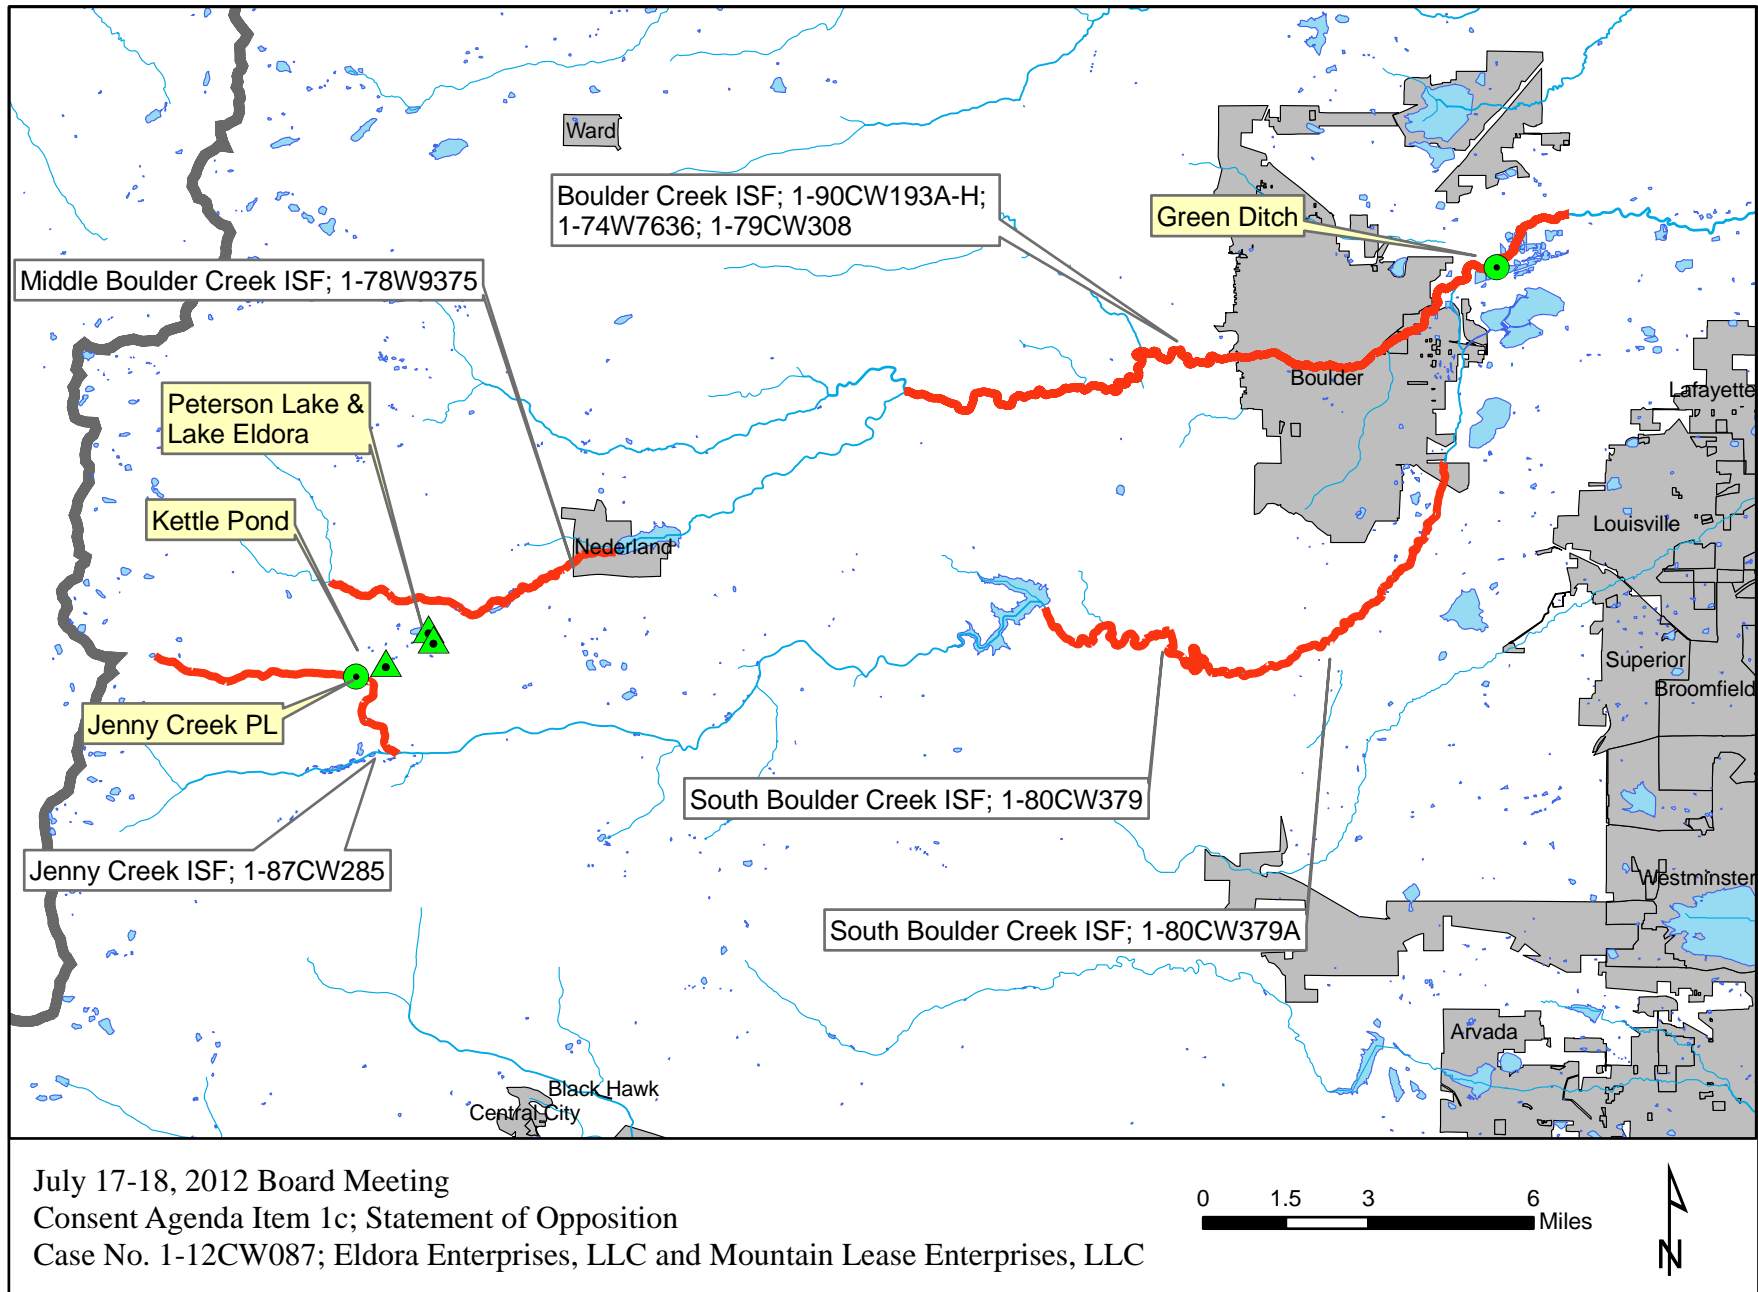 Ward
Boulder Creek ISF; 1-90CW193A-H;
1-74W7636; 1-79CW308
Green Ditch
Middle Boulder Creek ISF; 1-78W9375
Boulder
Lafayette
Peterson Lake &
Lake Eldora
Kettle Pond
Louisville
Nederland
Superior
Broomfield
Jenny Creek PL
South Boulder Creek ISF; 1-80CW379
Jenny Creek ISF; 1-87CW285
Westminster
South Boulder Creek ISF; 1-80CW379A
Arvada
Black Hawk
Central City
July 17-18, 2012 Board Meeting
Consent Agenda Item 1c; Statement of Opposition
Case No. 1-12CW087; Eldora Enterprises, LLC and Mountain Lease Enterprises, LLC
0 1.5 3 6
Miles
N